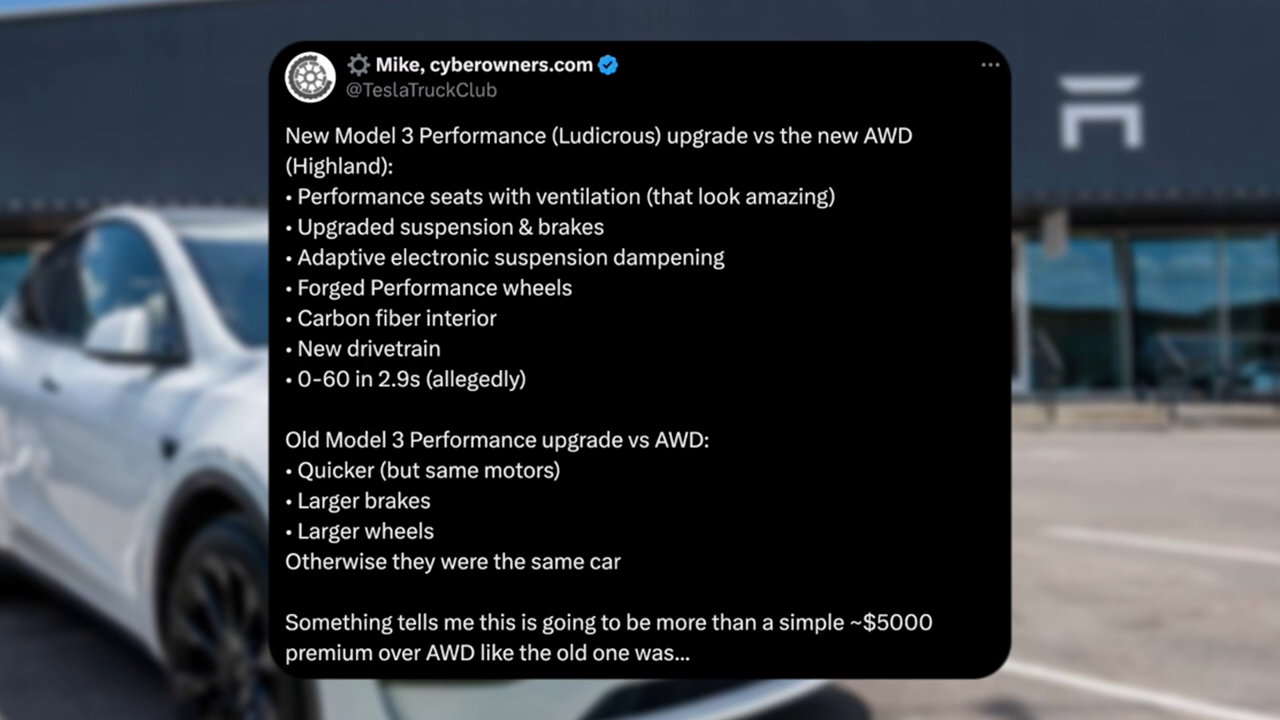 Mike, cyberowners.com
@TeslaTruckClub
New Model 3 Performance (Ludicrous) upgrade vs the new AWD
(Highland):
• Performance seats with ventilation (that look amazing)
• Upgraded suspension & brakes
• Adaptive electronic suspension dampening
• Forged Performance wheels
• Carbon fiber interior
• New drivetrain
• 0-60 in 2.9s (allegedly)
Old Model 3 Performance upgrade vs AWD:
• Quicker (but same motors)
• Larger brakes
• Larger wheels
Otherwise they were the same car
Something tells me this is going to be more than a simple ~$5000
premium over AWD like the old one was...